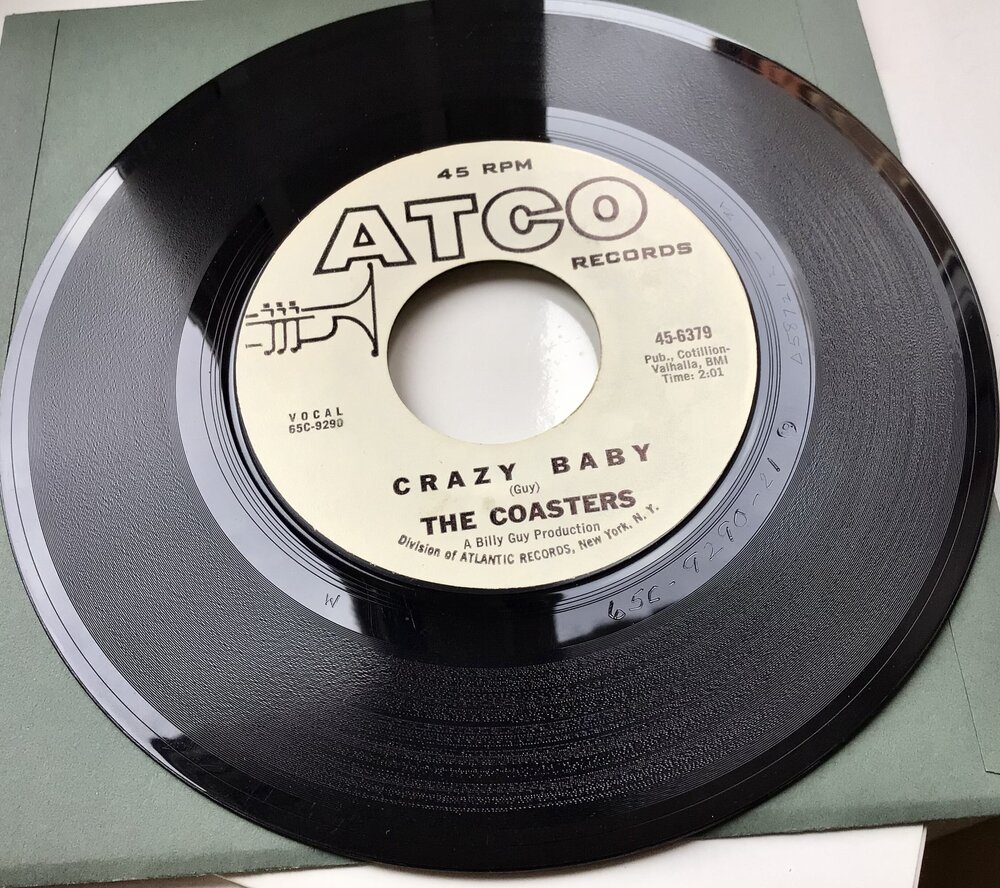 45 RPM
ATCO
RECORDS
45-6379
Pub., Cotillion-
Valhalla, BMI
Time: 2:01
VOCAL
65C-9290
CRAZY BABY
(Guy)
THE COASTERS
A Billy Guy Production
Division of ATLANTIC RECORDS, New York, N. Y.
W
65C-9290-21